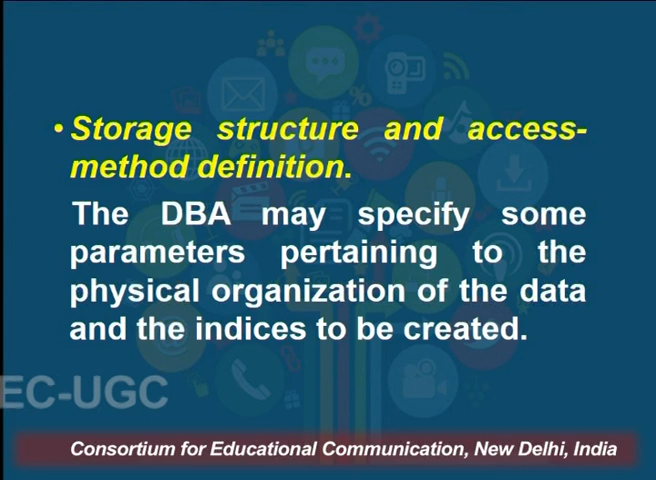 • Storage structure and access-
method definition.
The DBA may specify some
parameters pertaining to the
physical organization of the data
and the indices to be created.
EC-UGC
Consortium for Educational Communication, New Delhi, India